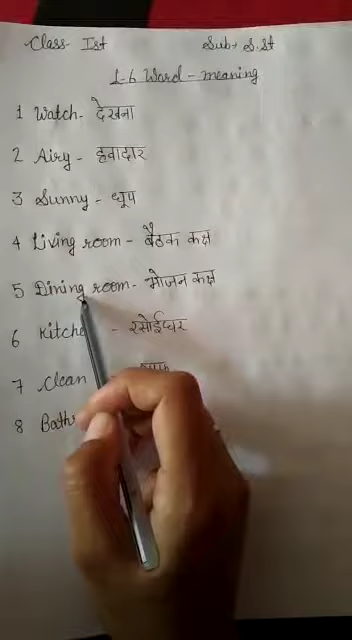 Class- Ist Sub- S.St
L-6 Word-meaning
1 Watch- देखना
2 Airy- हवादार
3 Sunny- धूप
4 Living room- बैठक कक्ष
5 Dining room- भोजन कक्ष
6 Kitche - रसोईघर
7 Clean
8 Bath